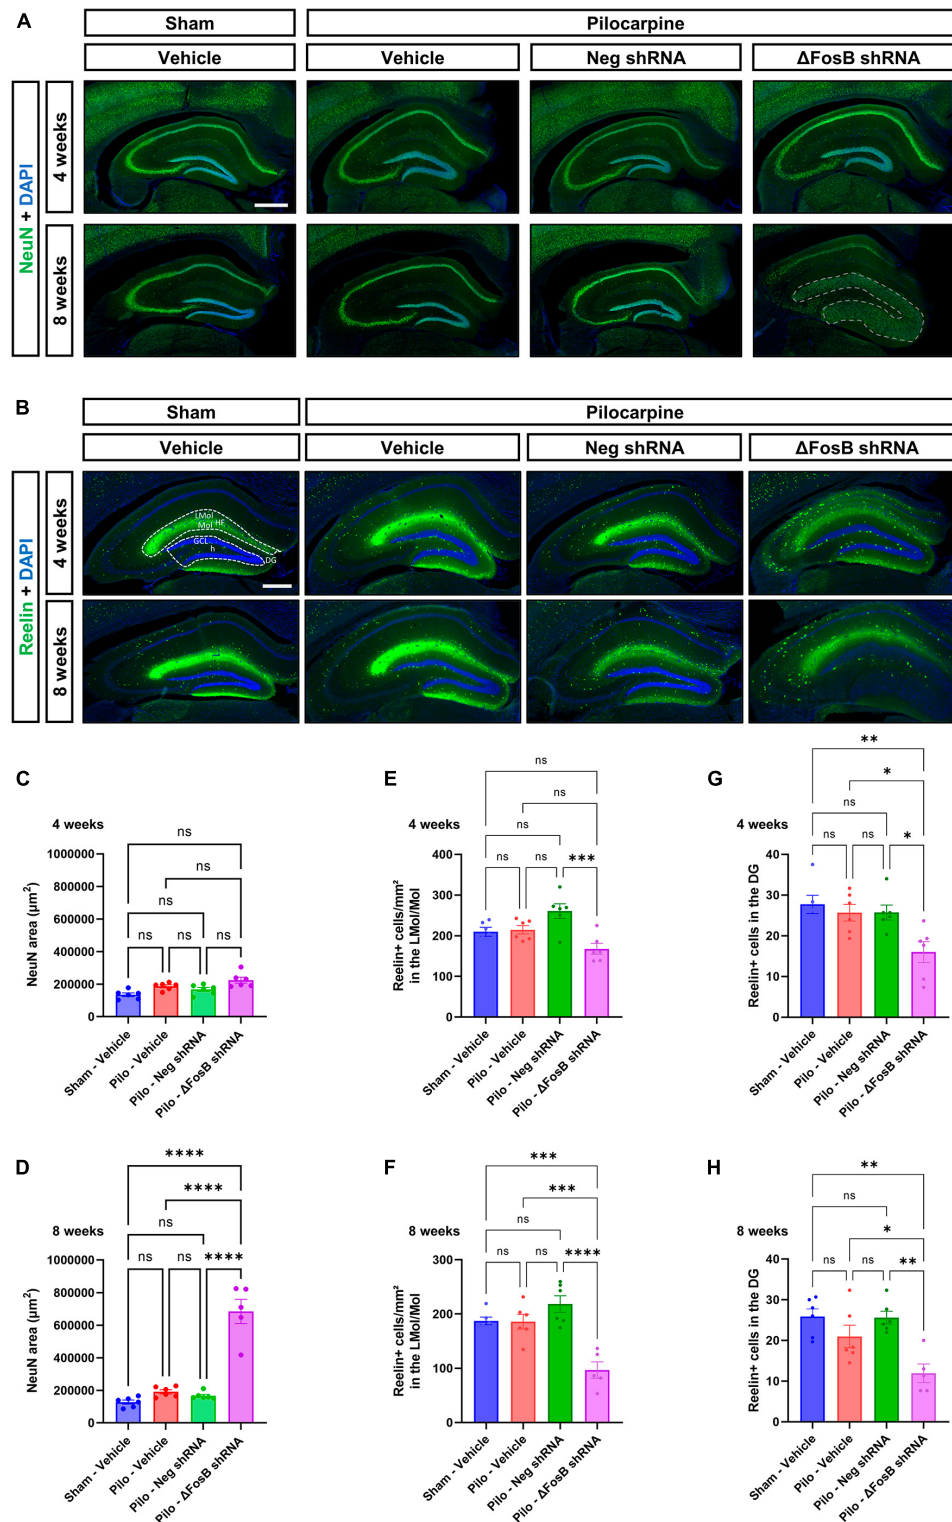 A
Sham
Pilocarpine
Vehicle
Vehicle
Neg shRNA
ΔFosB shRNA
NeuN + DAPI
4 weeks
8 weeks
B
Sham
Pilocarpine
Vehicle
Vehicle
Neg shRNA
ΔFosB shRNA
Reelin + DAPI
4 weeks
8 weeks
LMol
Mol
HF
GCL
h
DG
C
4 weeks
NeuN area (µm²)
1000000
800000
600000
400000
200000
0
ns
ns
ns
ns
ns
ns
Sham - Vehicle
Pilo - Vehicle
Pilo - Neg shRNA
Pilo - ΔFosB shRNA
E
4 weeks
Reelin+ cells/mm²
in the LMol/Mol
400
300
200
100
0
ns
ns
ns
ns
ns
***
Sham - Vehicle
Pilo - Vehicle
Pilo - Neg shRNA
Pilo - ΔFosB shRNA
G
4 weeks
Reelin+ cells in the DG
40
30
20
10
0
**
*
ns
ns
ns
*
Sham - Vehicle
Pilo - Vehicle
Pilo - Neg shRNA
Pilo - ΔFosB shRNA
D
8 weeks
NeuN area (µm²)
1000000
800000
600000
400000
200000
0
****
****
ns
ns
ns
****
Sham - Vehicle
Pilo - Vehicle
Pilo - Neg shRNA
Pilo - ΔFosB shRNA
F
8 weeks
Reelin+ cells/mm²
in the LMol/Mol
300
200
100
0
***
***
ns
ns
ns
****
Sham - Vehicle
Pilo - Vehicle
Pilo - Neg shRNA
Pilo - ΔFosB shRNA
H
8 weeks
Reelin+ cells in the DG
40
30
20
10
0
**
ns
*
ns
ns
**
Sham - Vehicle
Pilo - Vehicle
Pilo - Neg shRNA
Pilo - ΔFosB shRNA